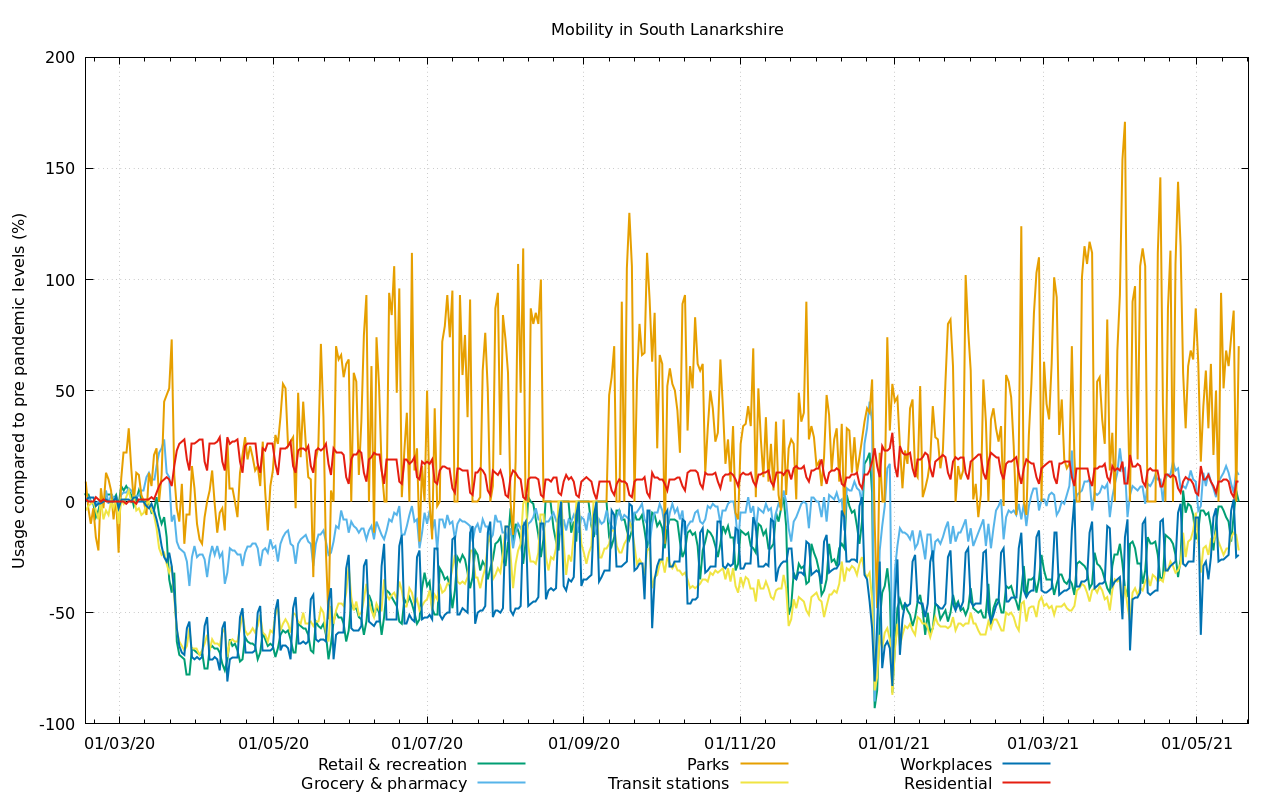 Mobility in South Lanarkshire
Usage compared to pre pandemic levels (%)
200
150
100
50
0
-50
-100
01/03/20 01/05/20 01/07/20 01/09/20 01/11/20 01/01/21 01/03/21 01/05/21
Retail & recreation Parks Workplaces
Grocery & pharmacy Transit stations Residential